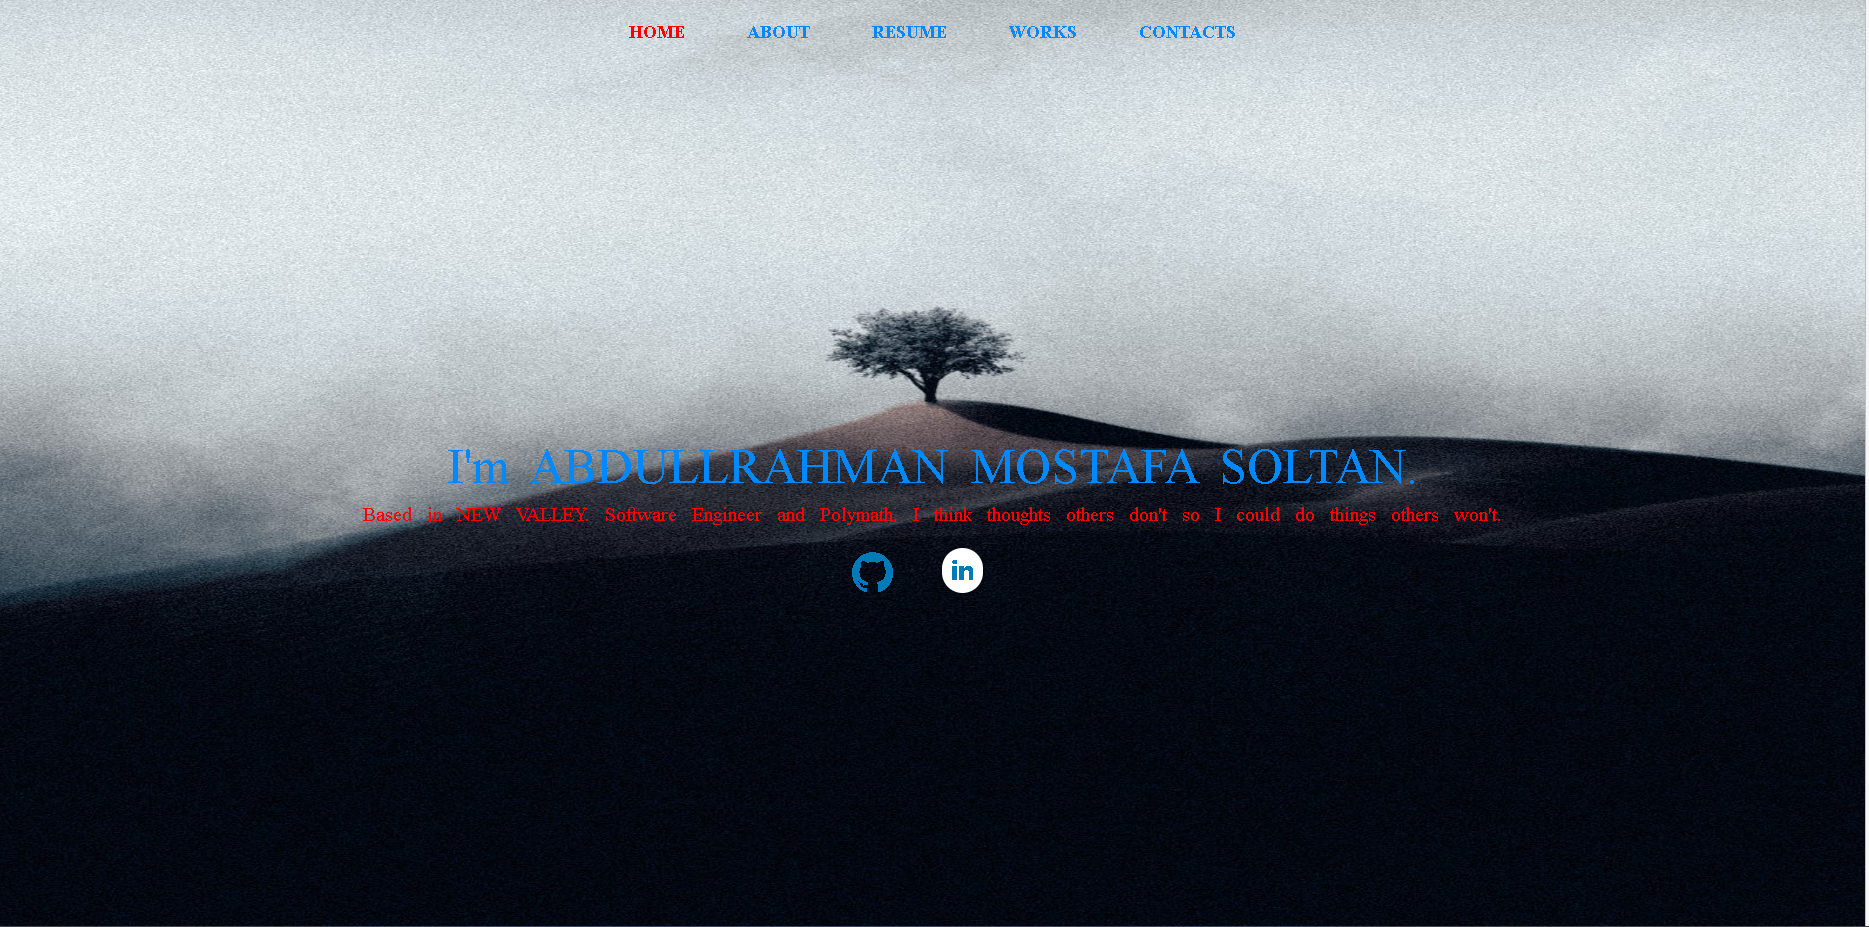 HOME ABOUT RESUME WORKS CONTACTS
I'm ABDULLRAHMAN MOSTAFA SOLTAN.
Based in NEW VALLEY. Software Engineer and Polymath. I think thoughts others don't so I could do things others won't.
in